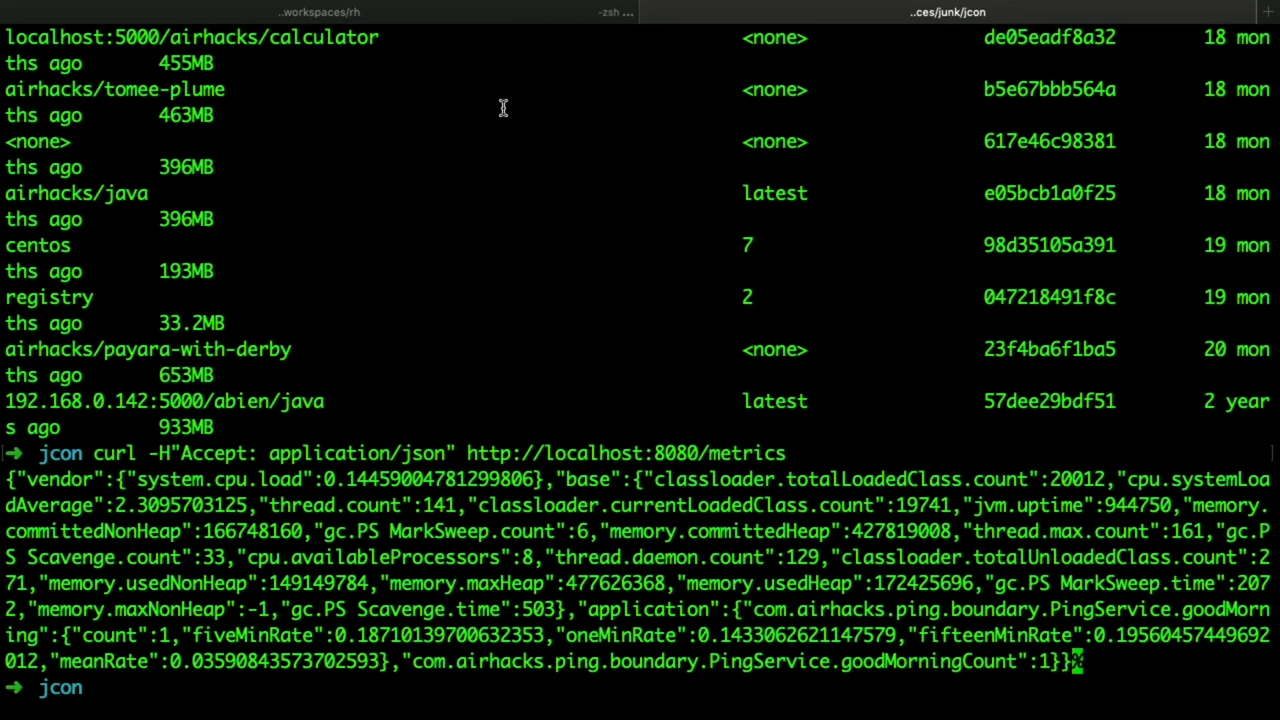 ..workspaces/rh -zsh ... ..ces/junk/jcon +
localhost:5000/airhacks/calculator <none> de05eadf8a32 18 mon
ths ago 455MB
airhacks/tomee-plume <none> b5e67bbb564a 18 mon
ths ago 463MB
<none> <none> 617e46c98381 18 mon
ths ago 396MB
airhacks/java latest e05bcb1a0f25 18 mon
ths ago 396MB
centos 7 98d35105a391 19 mon
ths ago 193MB
registry 2 047218491f8c 19 mon
ths ago 33.2MB
airhacks/payara-with-derby <none> 23f4ba6f1ba5 20 mon
ths ago 653MB
192.168.0.142:5000/abien/java latest 57dee29bdf51 2 year
s ago 933MB
➜ jcon curl -H"Accept: application/json" http://localhost:8080/metrics
{"vendor":{"system.cpu.load":0.14459004781299806},"base":{"classloader.totalLoadedClass.count":20012,"cpu.systemLoa
dAverage":2.3095703125,"thread.count":141,"classloader.currentLoadedClass.count":19741,"jvm.uptime":944750,"memory.
committedNonHeap":166748160,"gc.PS MarkSweep.count":6,"memory.committedHeap":427819008,"thread.max.count":161,"gc.P
S Scavenge.count":33,"cpu.availableProcessors":8,"thread.daemon.count":129,"classloader.totalUnloadedClass.count":2
71,"memory.usedNonHeap":149149784,"memory.maxHeap":477626368,"memory.usedHeap":172425696,"gc.PS MarkSweep.time":207
2,"memory.maxNonHeap":-1,"gc.PS Scavenge.time":503},"application":{"com.airhacks.ping.boundary.PingService.goodMorn
ing":{"count":1,"fiveMinRate":0.18710139700632353,"oneMinRate":0.1433062621147579,"fifteenMinRate":0.19560457449692
012,"meanRate":0.03590843573702593},"com.airhacks.ping.boundary.PingService.goodMorningCount":1}}%
➜ jcon